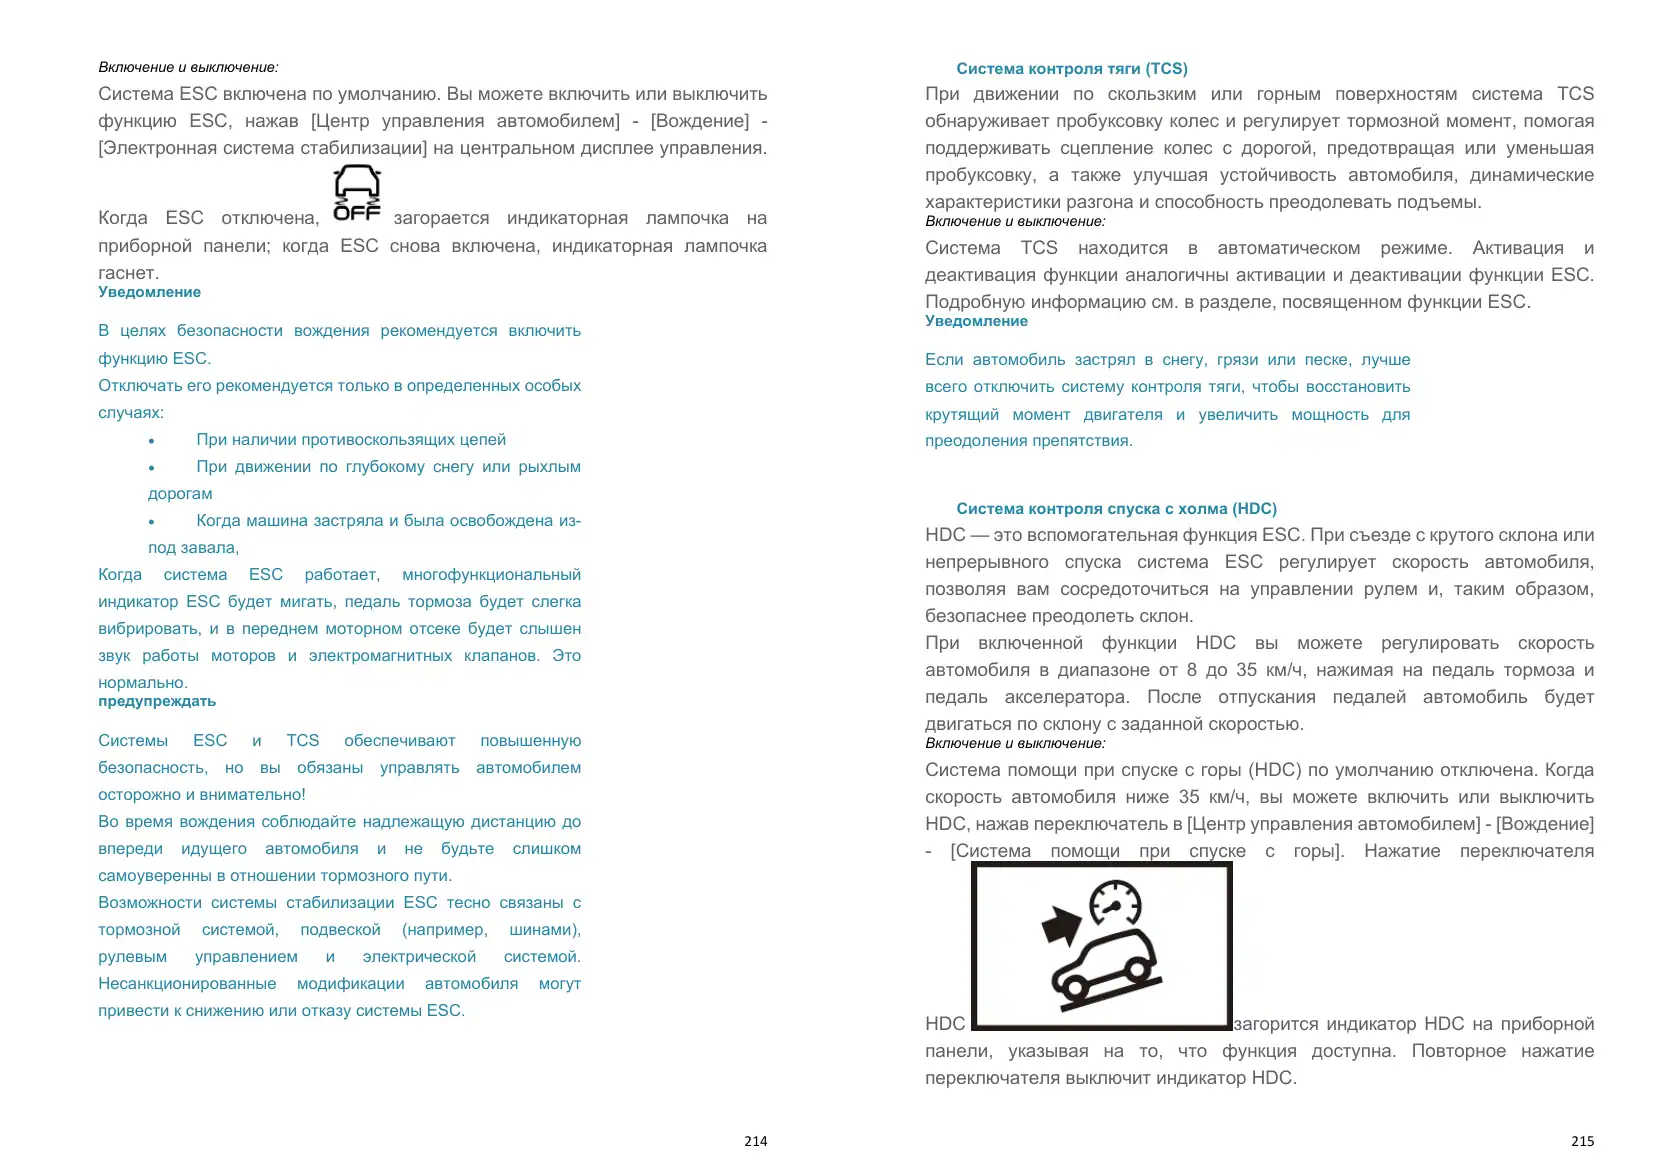 Включение и выключение:
Система ESC включена по умолчанию. Вы можете включить или выключить
функцию ESC, нажав [Центр управления автомобилем] - [Вождение] -
[Электронная система стабилизации] на центральном дисплее управления.
Когда ESC отключена, OFF загорается индикаторная лампочка на
приборной панели; когда ESC снова включена, индикаторная лампочка
гаснет.
Уведомление
В целях безопасности вождения рекомендуется включить
функцию ESC.
Отключать его рекомендуется только в определенных особых
случаях:
• При наличии противоскользящих цепей
• При движении по глубокому снегу или рыхлым
дорогам
• Когда машина застряла и была освобождена из-
под завала,
Когда система ESC работает, многофункциональный
индикатор ESC будет мигать, педаль тормоза будет слегка
вибрировать, и в переднем моторном отсеке будет слышен
звук работы моторов и электромагнитных клапанов. Это
нормально.
предупреждать
Системы ESC и TCS обеспечивают повышенную
безопасность, но вы обязаны управлять автомобилем
осторожно и внимательно!
Во время вождения соблюдайте надлежащую дистанцию до
впереди идущего автомобиля и не будьте слишком
самоуверенны в отношении тормозного пути.
Возможности системы стабилизации ESC тесно связаны с
тормозной системой, подвеской (например, шинами),
рулевым управлением и электрической системой.
Несанкционированные модификации автомобиля могут
привести к снижению или отказу системы ESC.
214
Система контроля тяги (TCS)
При движении по скользким или горным поверхностям система TCS
обнаруживает пробуксовку колес и регулирует тормозной момент, помогая
поддерживать сцепление колес с дорогой, предотвращая или уменьшая
пробуксовку, а также улучшая устойчивость автомобиля, динамические
характеристики разгона и способность преодолевать подъемы.
Включение и выключение:
Система TCS находится в автоматическом режиме. Активация и
деактивация функции аналогичны активации и деактивации функции ESC.
Подробную информацию см. в разделе, посвященном функции ESC.
Уведомление
Если автомобиль застрял в снегу, грязи или песке, лучше
всего отключить систему контроля тяги, чтобы восстановить
крутящий момент двигателя и увеличить мощность для
преодоления препятствия.
Система контроля спуска с холма (HDC)
HDC — это вспомогательная функция ESC. При съезде с крутого склона или
непрерывного спуска система ESC регулирует скорость автомобиля,
позволяя вам сосредоточиться на управлении рулем и, таким образом,
безопаснее преодолеть склон.
При включенной функции HDC вы можете регулировать скорость
автомобиля в диапазоне от 8 до 35 км/ч, нажимая на педаль тормоза и
педаль акселератора. После отпускания педалей автомобиль будет
двигаться по склону с заданной скоростью.
Включение и выключение:
Система помощи при спуске с горы (HDC) по умолчанию отключена. Когда
скорость автомобиля ниже 35 км/ч, вы можете включить или выключить
HDC, нажав переключатель в [Центр управления автомобилем] - [Вождение]
- [Система помощи при спуске с горы]. Нажатие переключателя
HDC загорится индикатор HDC на приборной
панели, указывая на то, что функция доступна. Повторное нажатие
переключателя выключит индикатор HDC.
215